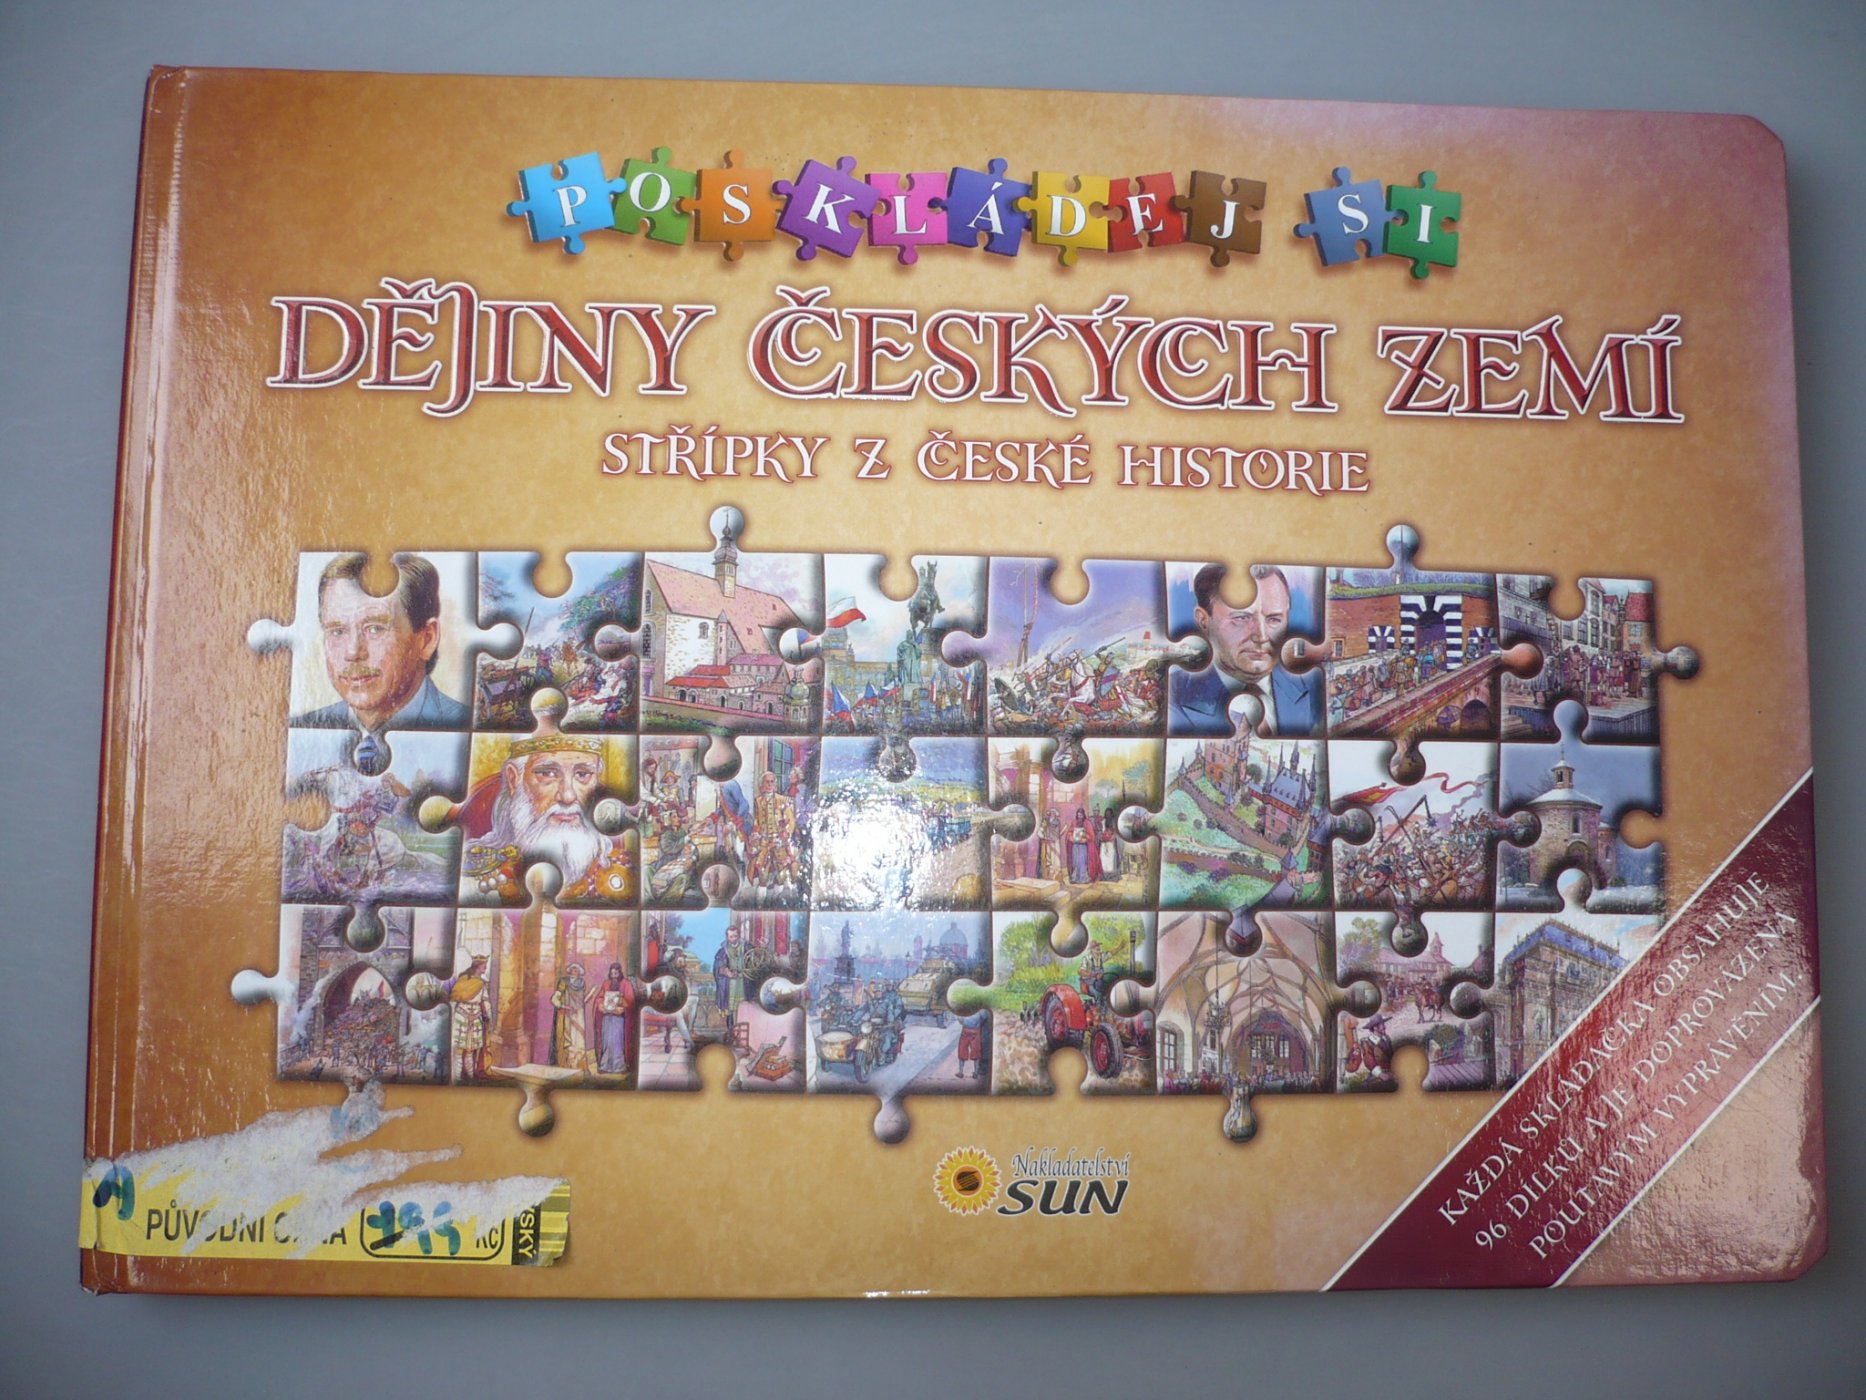 POSKLÁDEJ SI
DĚJINY ČESKÝCH ZEMÍ
STŘÍPKY Z ČESKÉ HISTORIE
KAŽDÁ SKLÁDAČKA OBSAHUJE
96 DÍLKŮ A JE DOPROVÁZENA
POUTAVÝM VYPRÁVĚNÍM.
Nakladatelství
SUN
PŮVODNÍ CENA Kč